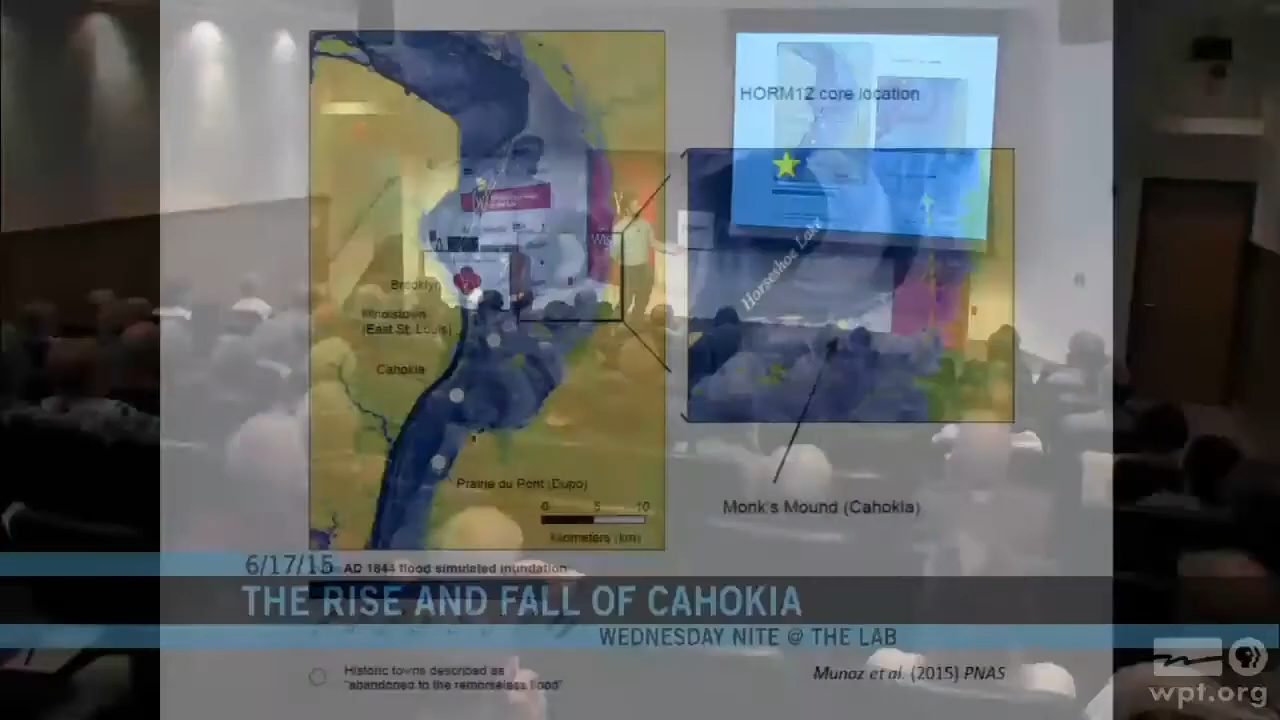 HORM12 core location
Horseshoe Lake
Brooklyn
(East St. Louis)
Cahokia
Prairie du Pont (Dupo)
0 5 10
Kilometers (km)
Monk's Mound (Cahokia)
6/17/15
AD 1844 flood simulated inundation
THE RISE AND FALL OF CAHOKIA
WEDNESDAY NITE @ THE LAB
Historic towns described as
"abandoned to the remorseless flood"
Munoz et al. (2015) PNAS
wpt.org